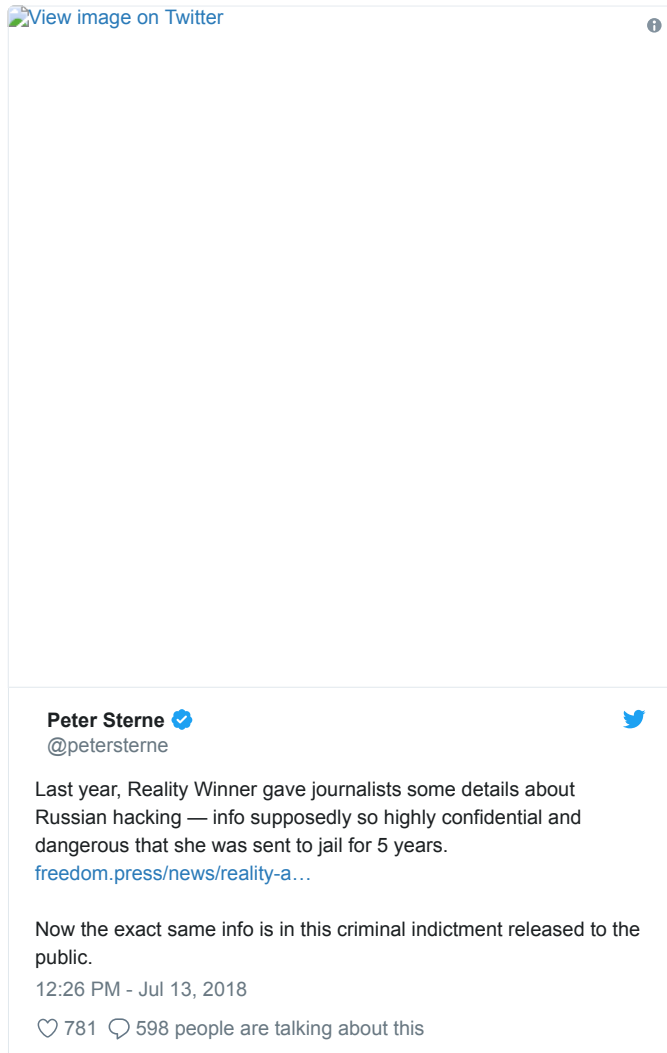 View image on Twitter
Peter Sterne
@petersterne
Last year, Reality Winner gave journalists some details about
Russian hacking — info supposedly so highly confidential and
dangerous that she was sent to jail for 5 years.
freedom.press/news/reality-a…
Now the exact same info is in this criminal indictment released to the
public.
12:26 PM - Jul 13, 2018
781 598 people are talking about this